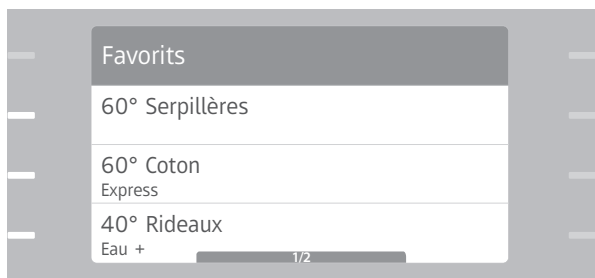 Favorits
60° Serpillères
60° Coton
Express
40° Rideaux
Eau +
1/2